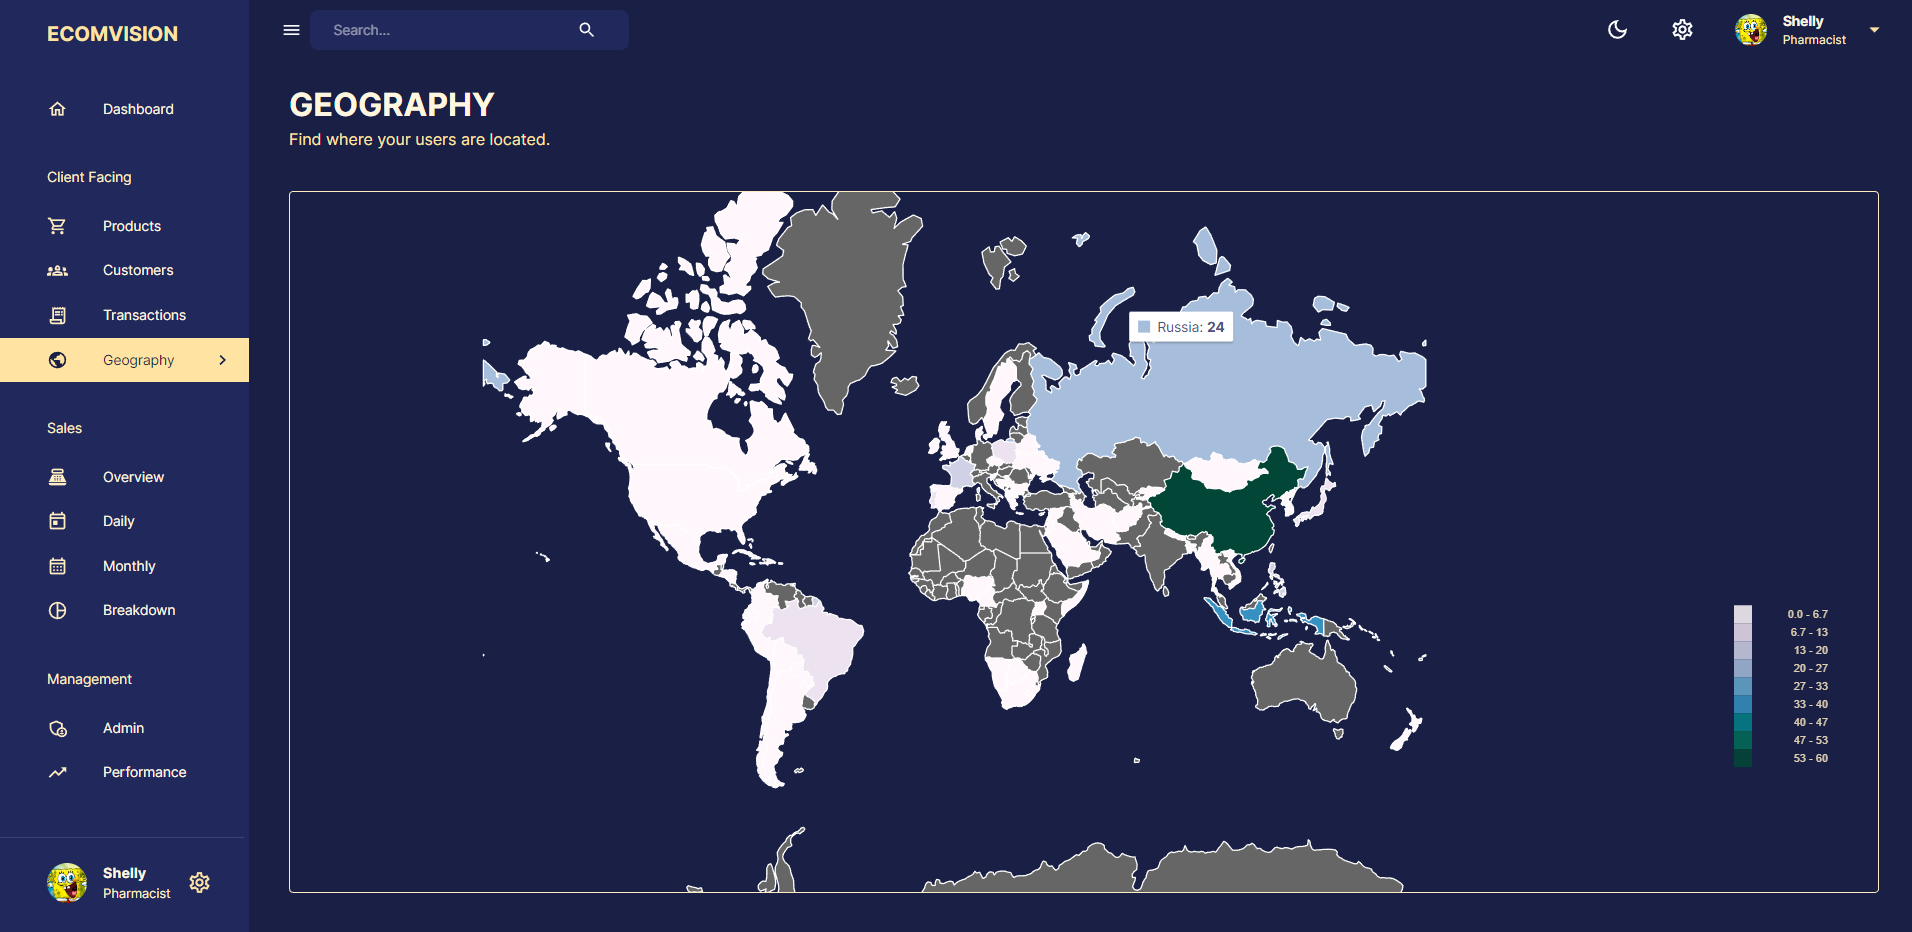 ECOMVISION
Search...
Shelly
Pharmacist
Dashboard
Client Facing
Products
Customers
Transactions
Geography
Sales
Overview
Daily
Monthly
Breakdown
Management
Admin
Performance
Shelly
Pharmacist
GEOGRAPHY
Find where your users are located.
Russia: 24
0.0 - 6.7
6.7 - 13
13 - 20
20 - 27
27 - 33
33 - 40
40 - 47
47 - 53
53 - 60